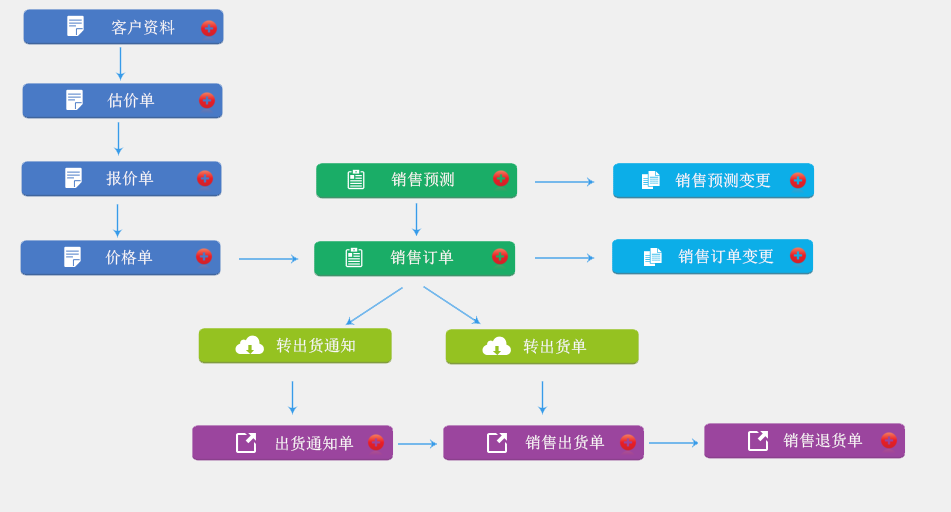 客户资料
估价单
报价单
销售预测
销售预测变更
价格单
销售订单
销售订单变更
转出货通知
转出货单
出货通知单
销售出货单
销售退货单